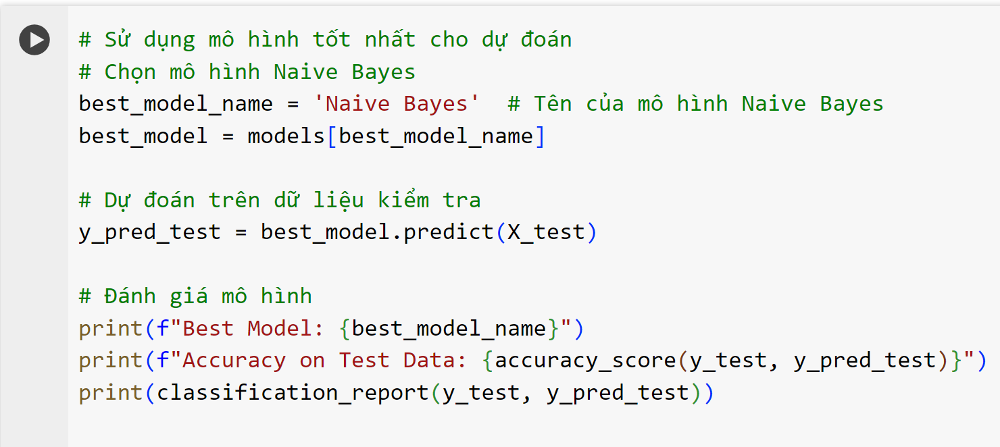 # Sử dụng mô hình tốt nhất cho dự đoán
# Chọn mô hình Naive Bayes
best_model_name = 'Naive Bayes'  # Tên của mô hình Naive Bayes
best_model = models[best_model_name]
# Dự đoán trên dữ liệu kiểm tra
y_pred_test = best_model.predict(X_test)
# Đánh giá mô hình
print(f"Best Model: {best_model_name}")
print(f"Accuracy on Test Data: {accuracy_score(y_test, y_pred_test)}")
print(classification_report(y_test, y_pred_test))